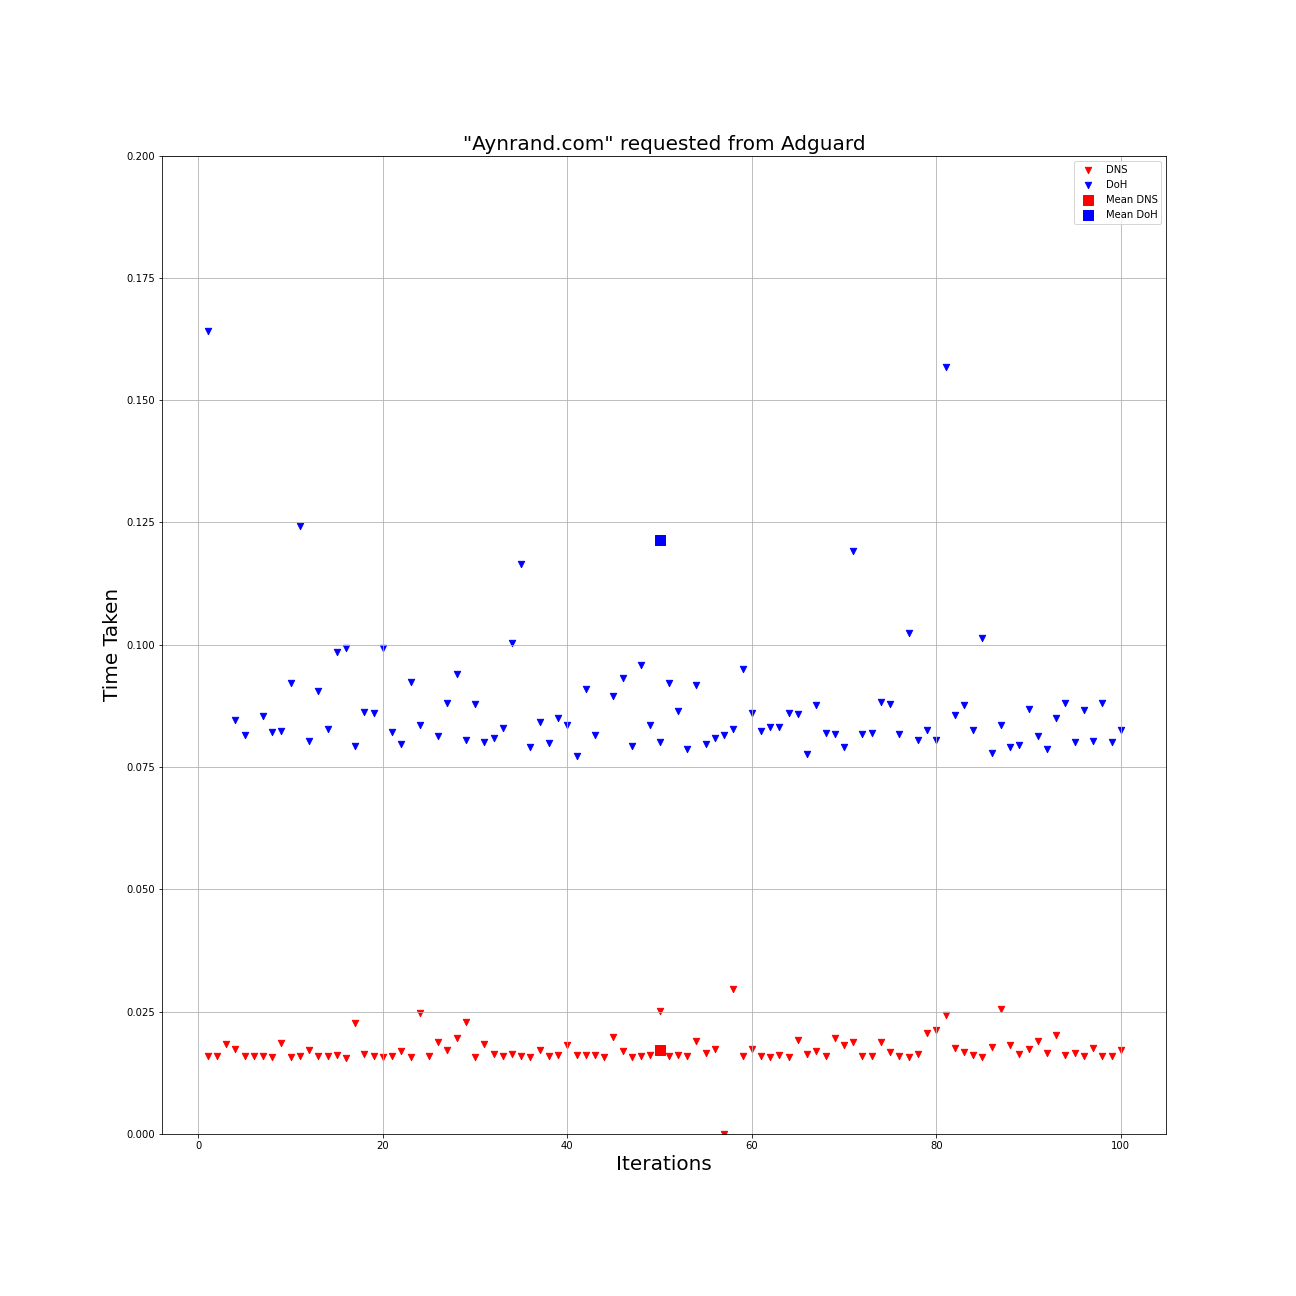 "Aynrand.com" requested from Adguard
0.200
0.175
0.150
0.125
0.100
0.075
0.050
0.025
0.000
Time Taken
DNS
DoH
Mean DNS
Mean DoH
0 20 40 60 80 100
Iterations